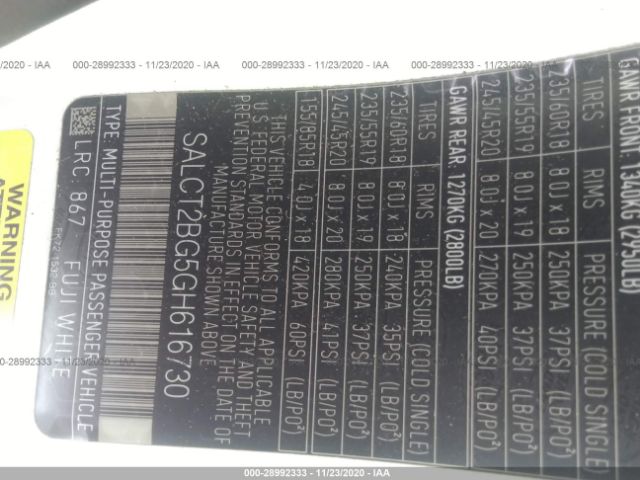 GAWR FRONT: 1340KG (2950LB)
TIRES RIMS PRESSURE (COLD SINGLE)
235/60R18 8.0J x 18 250KPA 37PSI (LB/PO²)
235/55R19 8.0J x 19 250KPA 37PSI (LB/PO²)
245/45R20 8.0J x 20 270KPA 40PSI (LB/PO²)
GAWR REAR: 1270KG (2800LB)
TIRES RIMS PRESSURE (COLD SINGLE)
235/60R18 8.0J x 18 240KPA 35PSI (LB/PO²)
235/55R19 8.0J x 19 250KPA 37PSI (LB/PO²)
245/45R20 8.0J x 20 280KPA 41PSI (LB/PO²)
155/85R18 4.0J x 18 420KPA 60PSI (LB/PO²)
THIS VEHICLE CONFORMS TO ALL APPLICABLE
U.S FEDERAL MOTOR VEHICLE SAFETY AND THEFT
PREVENTION STANDARDS IN EFFECT ON THE DATE OF
MANUFACTURE SHOWN ABOVE
SALCT2BG5GH616730
TYPE: MULTI-PURPOSE PASSENGER VEHICLE
LRC: 867 FUJI WHITE
WARNING
000-28992333 - 11/23/2020 - IAA
000-28992333 - 11/23/2020 - IAA
000-28992333 - 11/23/2020 - IAA
000-28992333 - 11/23/2020 - IAA
000-28992333 - 11/23/2020 - IAA